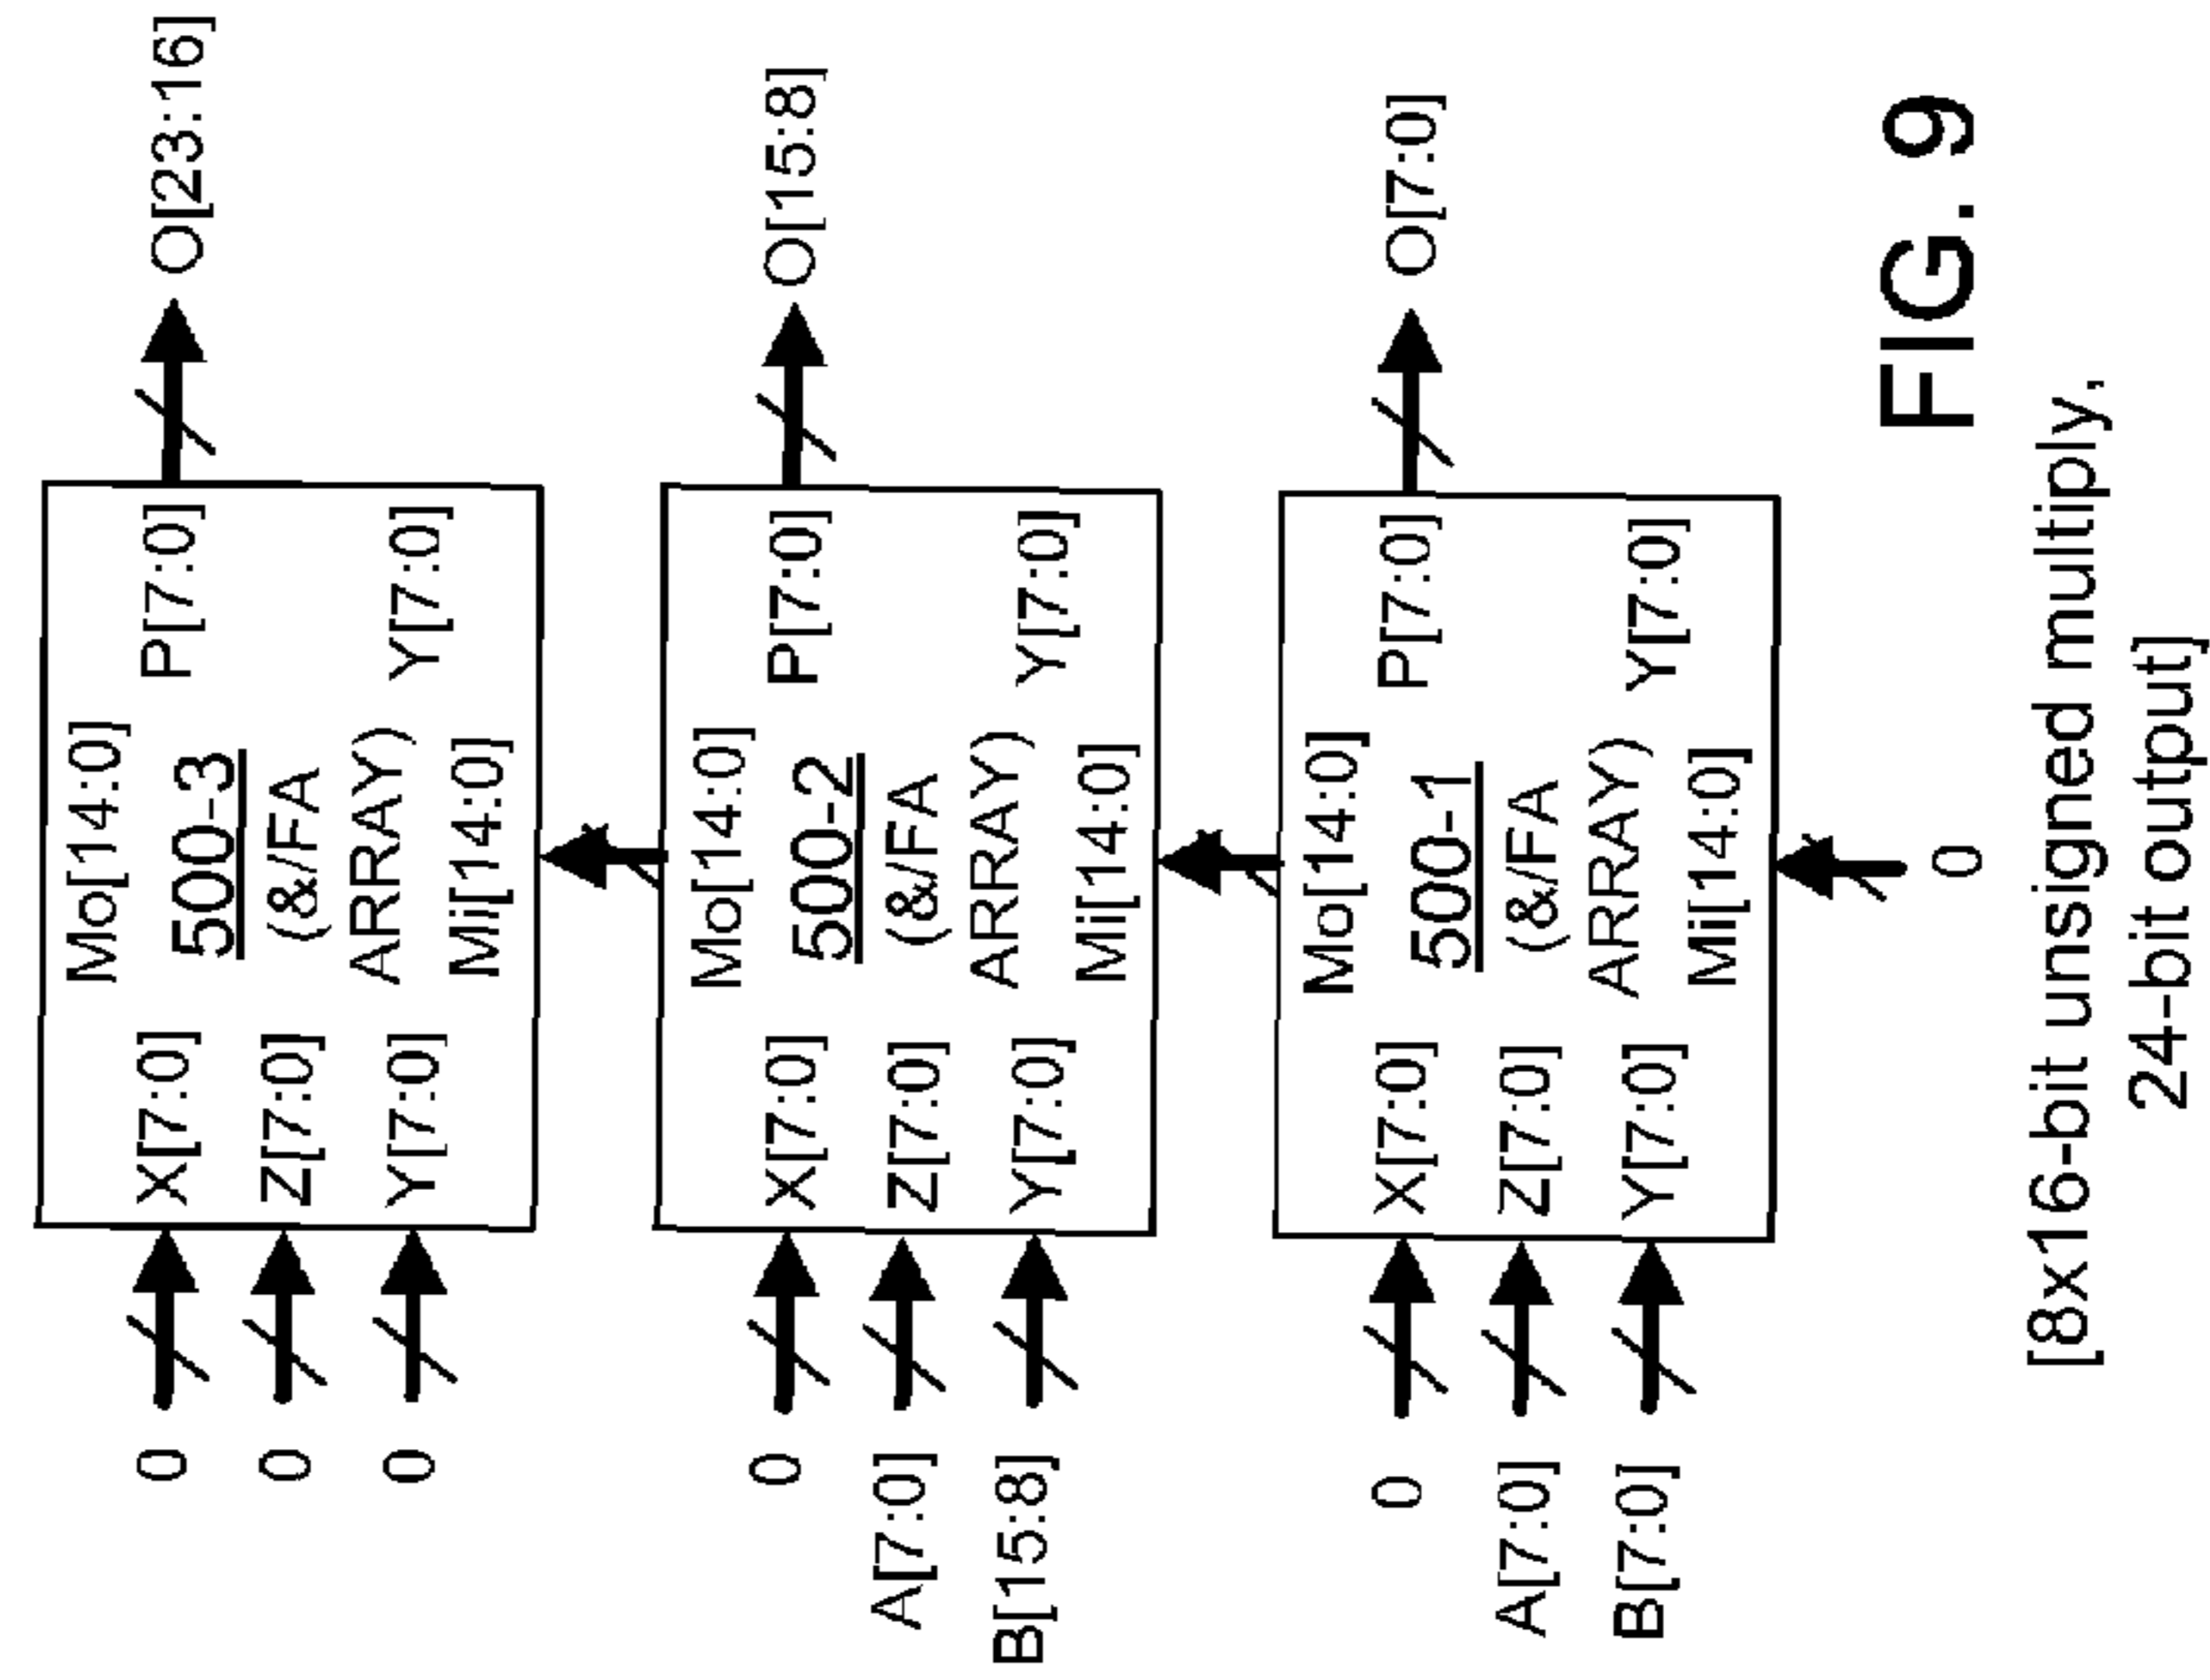 0
0
0
X[7:0]
Z[7:0]
Y[7:0]
Mo[14:0]
500-3
(&/FA
ARRAY)
Mi[14:0]
P[7:0]
Y[7:0]
O[23:16]
0
A[7:0]
B[15:8]
X[7:0]
Z[7:0]
Y[7:0]
Mo[14:0]
500-2
(&/FA
ARRAY)
Mi[14:0]
P[7:0]
Y[7:0]
O[15:8]
0
A[7:0]
B[7:0]
X[7:0]
Z[7:0]
Y[7:0]
Mo[14:0]
500-1
(&/FA
ARRAY)
Mi[14:0]
P[7:0]
Y[7:0]
O[7:0]
0
FIG. 9
[8x16-bit unsigned multiply,
24-bit output]